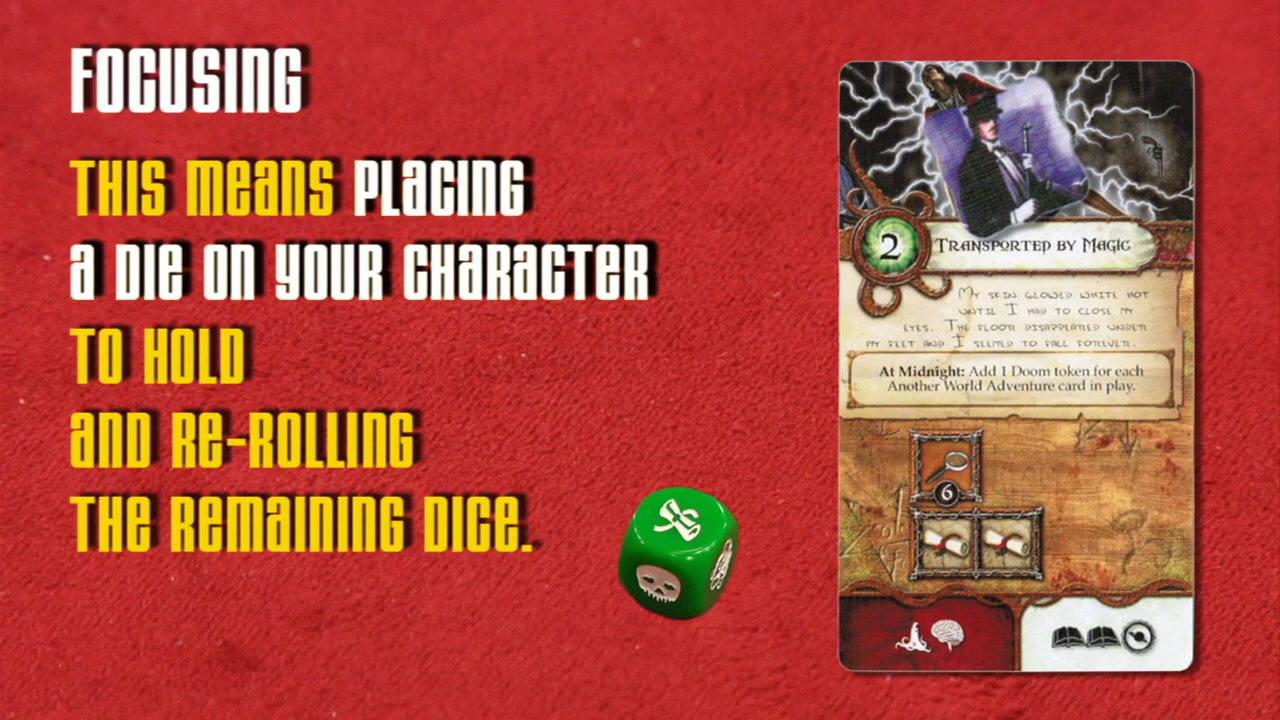 FOCUSING
THIS MEANS PLACING
A DIE ON YOUR CHARACTER
TO HOLD
AND RE-ROLLING
THE REMAINING DICE.
2
Transported by Magic
My skin glowed white hot
until I had to close my
eyes. The floor disappeared under
my feet and I seemed to fall forever.
At Midnight: Add 1 Doom token for each
Another World Adventure card in play.
6